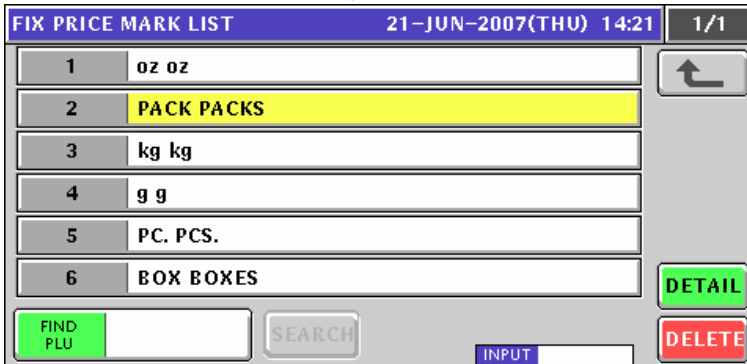 FIX PRICE MARK LIST 21-JUN-2007(THU) 14:21 1/1
1 oz oz
2 PACK PACKS
3 kg kg
4 g g
5 PC. PCS.
6 BOX BOXES
DETAIL
FIND PLU SEARCH
INPUT
DELETE